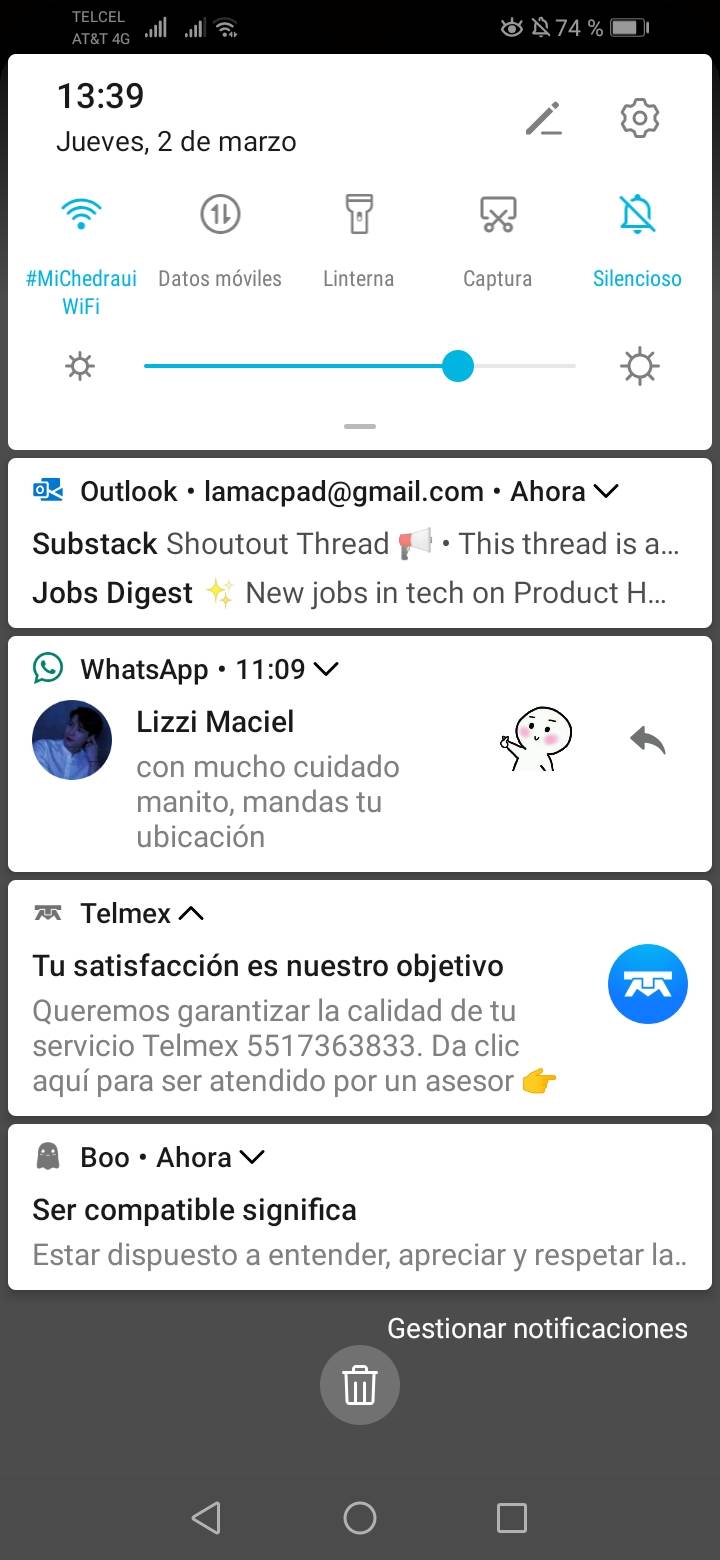 TELCEL
AT&T 4G
74 %
13:39
Jueves, 2 de marzo
#MiChedraui
WiFi
Datos móviles
Linterna
Captura
Silencioso
Outlook • lamacpad@gmail.com • Ahora
Substack Shoutout Thread 📢 • This thread is a...
Jobs Digest ✨ New jobs in tech on Product H...
WhatsApp • 11:09
Lizzi Maciel
con mucho cuidado
manito, mandas tu
ubicación
Telmex
Tu satisfacción es nuestro objetivo
Queremos garantizar la calidad de tu
servicio Telmex 5517363833. Da clic
aquí para ser atendido por un asesor 👉
Boo • Ahora
Ser compatible significa
Estar dispuesto a entender, apreciar y respetar la..
Gestionar notificaciones